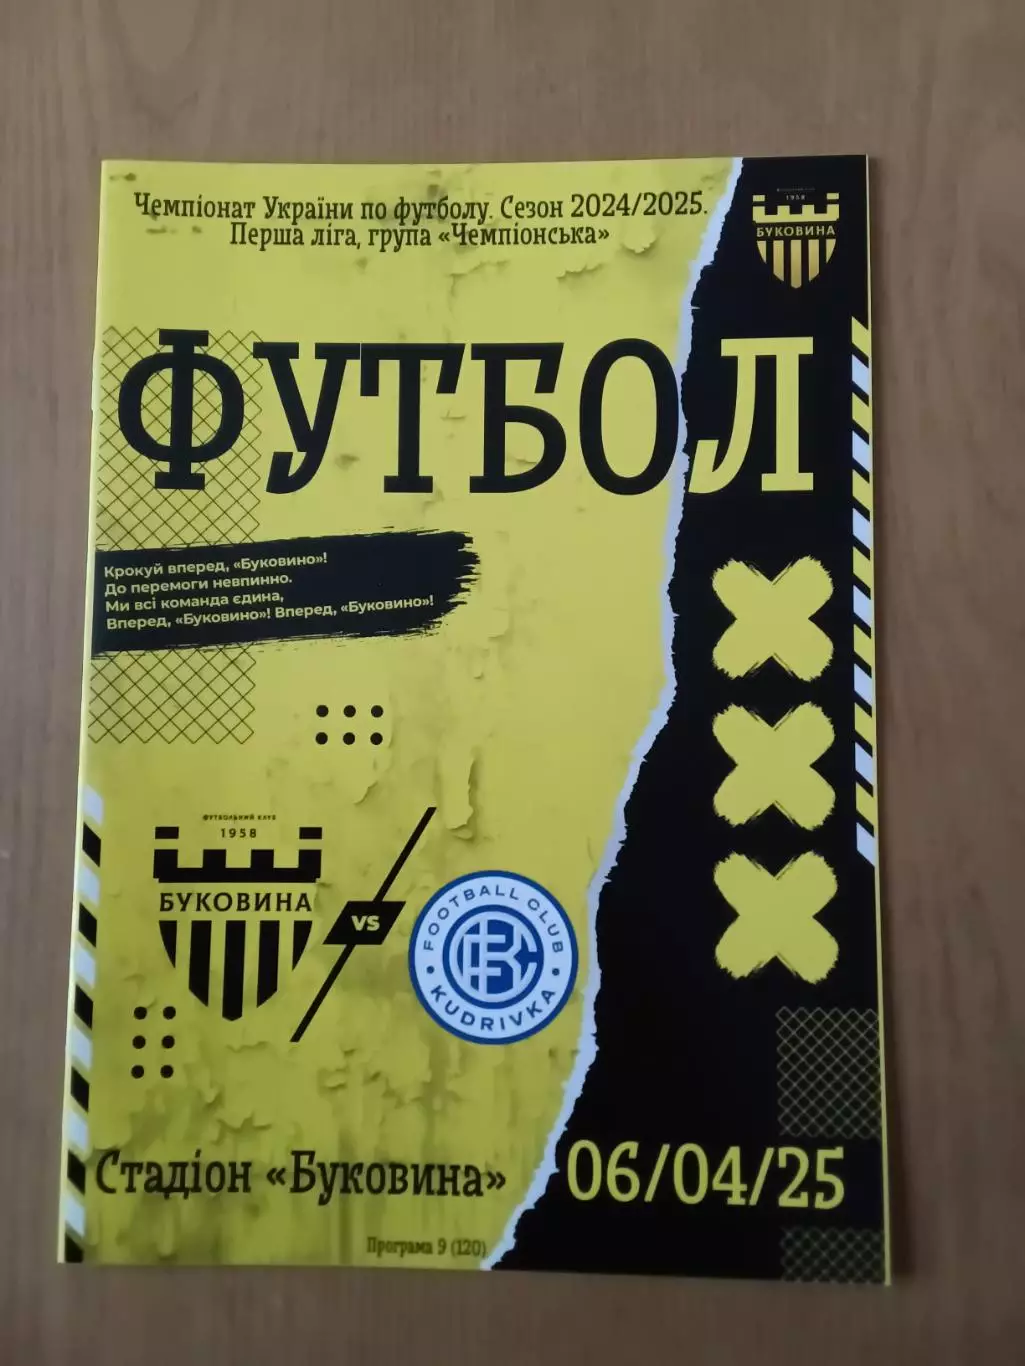 Чемпіонат України по футболу. Сезон 2024/2025.
Перша ліга, група «Чемпіонська»
ФУТБОЛЬНИЙ КЛУБ
1958
БУКОВИНА
ФУТБОЛ
Крокуй вперед, «Буковино»!
До перемоги невпинно.
Ми всі команда єдина,
Вперед, «Буковино»! Вперед, «Буковино»!
ФУТБОЛЬНИЙ КЛУБ
1958
БУКОВИНА
VS
FOOTBALL CLUB
KUDRIVKA
Стадіон «Буковина»
06/04/25
Програма 9 (120)